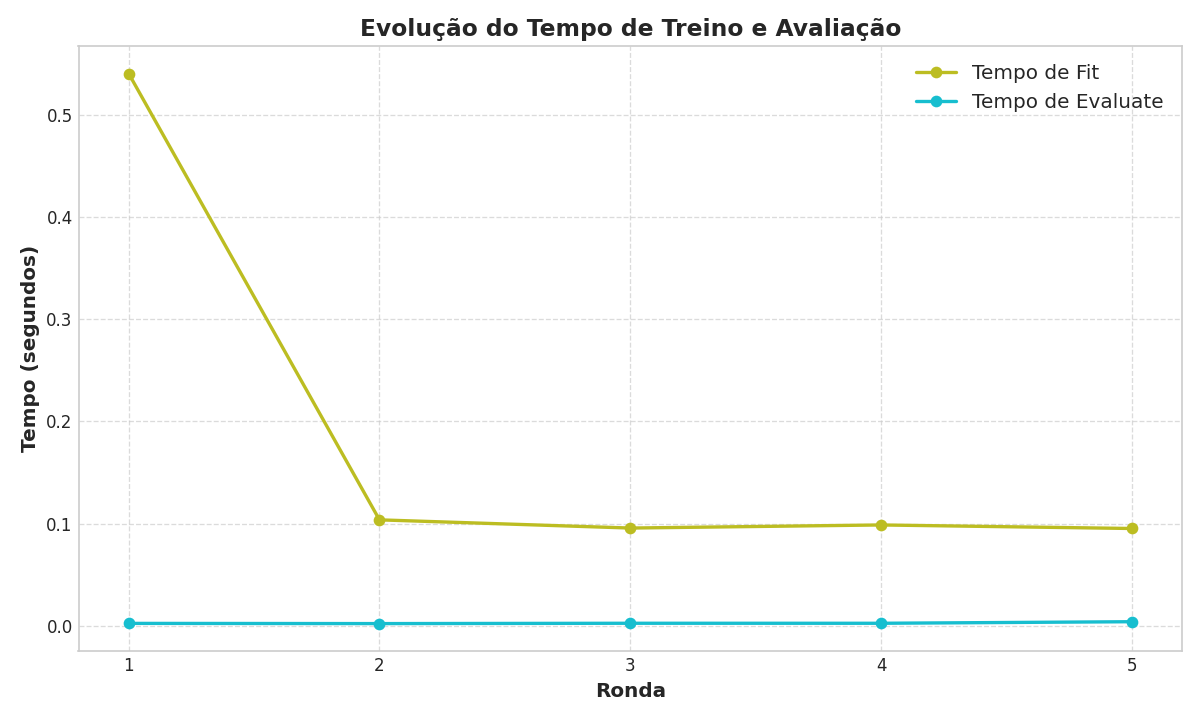 Evolução do Tempo de Treino e Avaliação
Tempo de Fit
Tempo de Evaluate
Tempo (segundos)
0.5
0.4
0.3
0.2
0.1
0.0
1 2 3 4 5
Ronda